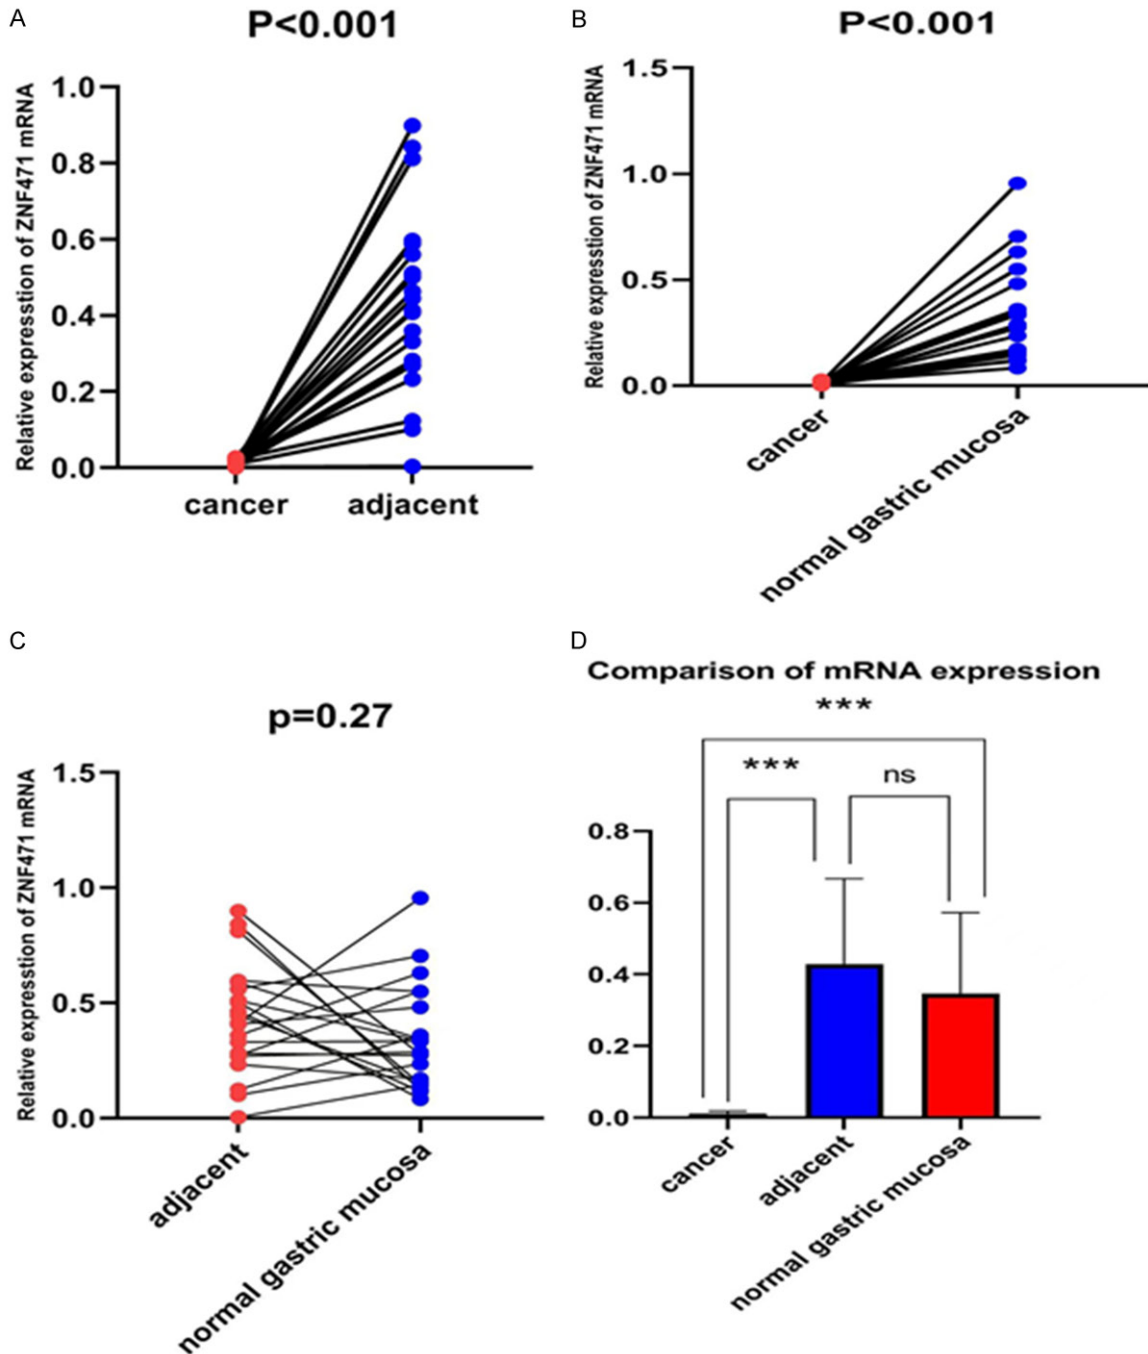 A
P<0.001
Relative expresstion of ZNF471 mRNA
1.0
0.8
0.6
0.4
0.2
0.0
cancer
adjacent
B
P<0.001
Relative expresstion of ZNF471 mRNA
1.5
1.0
0.5
0.0
cancer
normal gastric mucosa
C
p=0.27
Relative expresstion of ZNF471 mRNA
1.5
1.0
0.5
0.0
adjacent
normal gastric mucosa
D
Comparison of mRNA expression
***
***
ns
0.8
0.6
0.4
0.2
0.0
cancer
adjacent
normal gastric mucosa